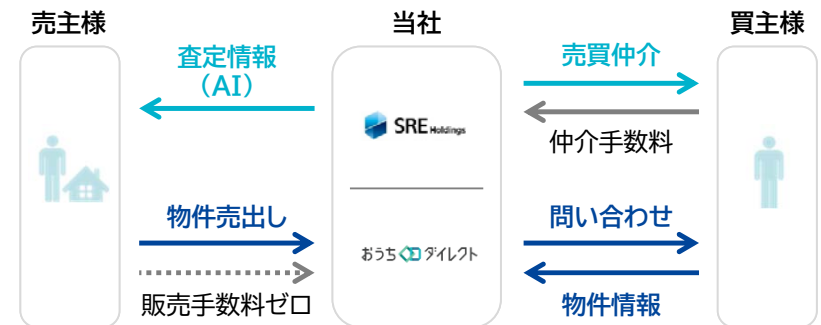 売主様
当社
買主様
査定情報
（AI）
売買仲介
SRE Holdings
仲介手数料
物件売出し
問い合わせ
おうちダイレクト
販売手数料ゼロ
物件情報